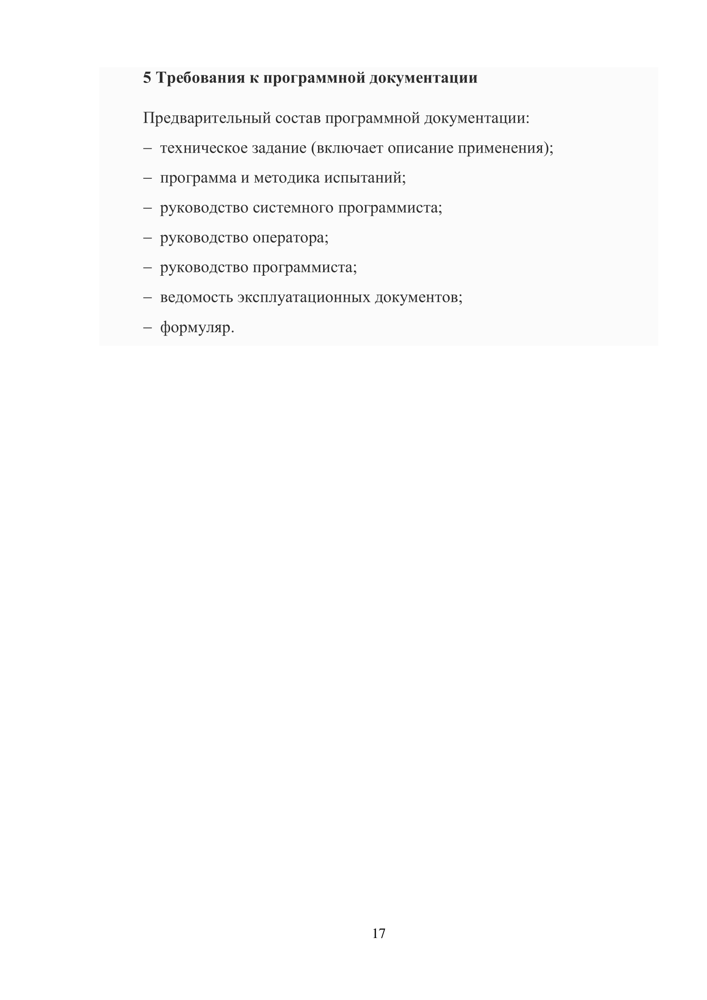 5 Требования к программной документации
Предварительный состав программной документации:
– техническое задание (включает описание применения);
– программа и методика испытаний;
– руководство системного программиста;
– руководство оператора;
– руководство программиста;
– ведомость эксплуатационных документов;
– формуляр.
17